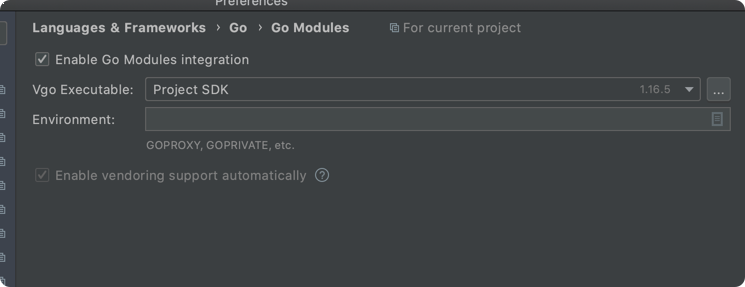 Preferences
Languages & Frameworks › Go › Go Modules For current project
Enable Go Modules integration
Vgo Executable: Project SDK 1.16.5 ...
Environment:
GOPROXY, GOPRIVATE, etc.
Enable vendoring support automatically ?